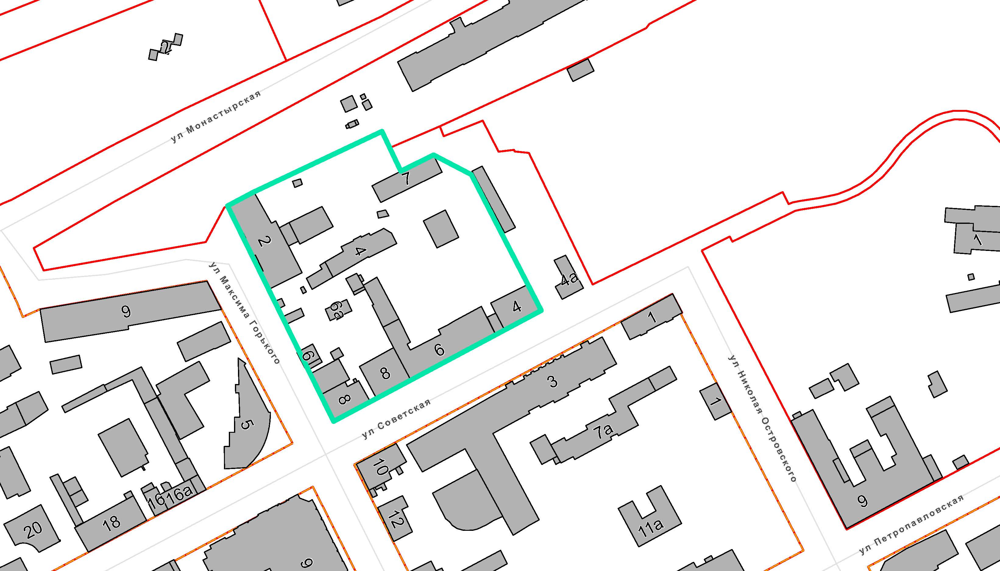 2
ул Монастырская
7
2
4
1
4а
ул Максима Горького
6а
4
9
1
6
6
8
8
3
ул Николая Островского
1
ул Советская
5
7а
10
16
16а
18
12
11а
9
20
ул Петропавловская
9